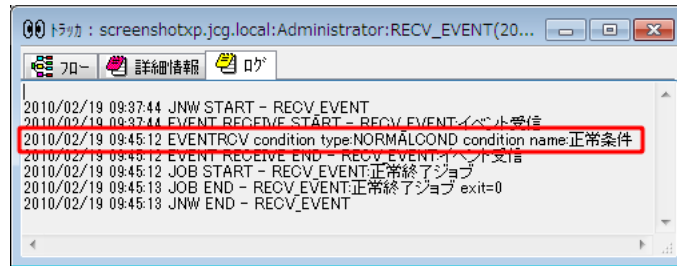 ﾄﾗｯｶ : screenshotxp.jcg.local:Administrator:RECV_EVENT(20...
ﾌﾛｰ 詳細情報 ﾛｸﾞ
2010/02/19 09:37:44 JNW START - RECV_EVENT
2010/02/19 09:37:44 EVENT RECEIVE START - RECV_EVENT:イベント受信
2010/02/19 09:45:12 EVENTRCV condition type:NORMALCOND condition name:正常条件
2010/02/19 09:45:12 EVENT RECEIVE END - RECV_EVENT:イベント受信
2010/02/19 09:45:12 JOB START - RECV_EVENT:正常終了ジョブ
2010/02/19 09:45:13 JOB END - RECV_EVENT:正常終了ジョブ exit=0
2010/02/19 09:45:13 JNW END - RECV_EVENT